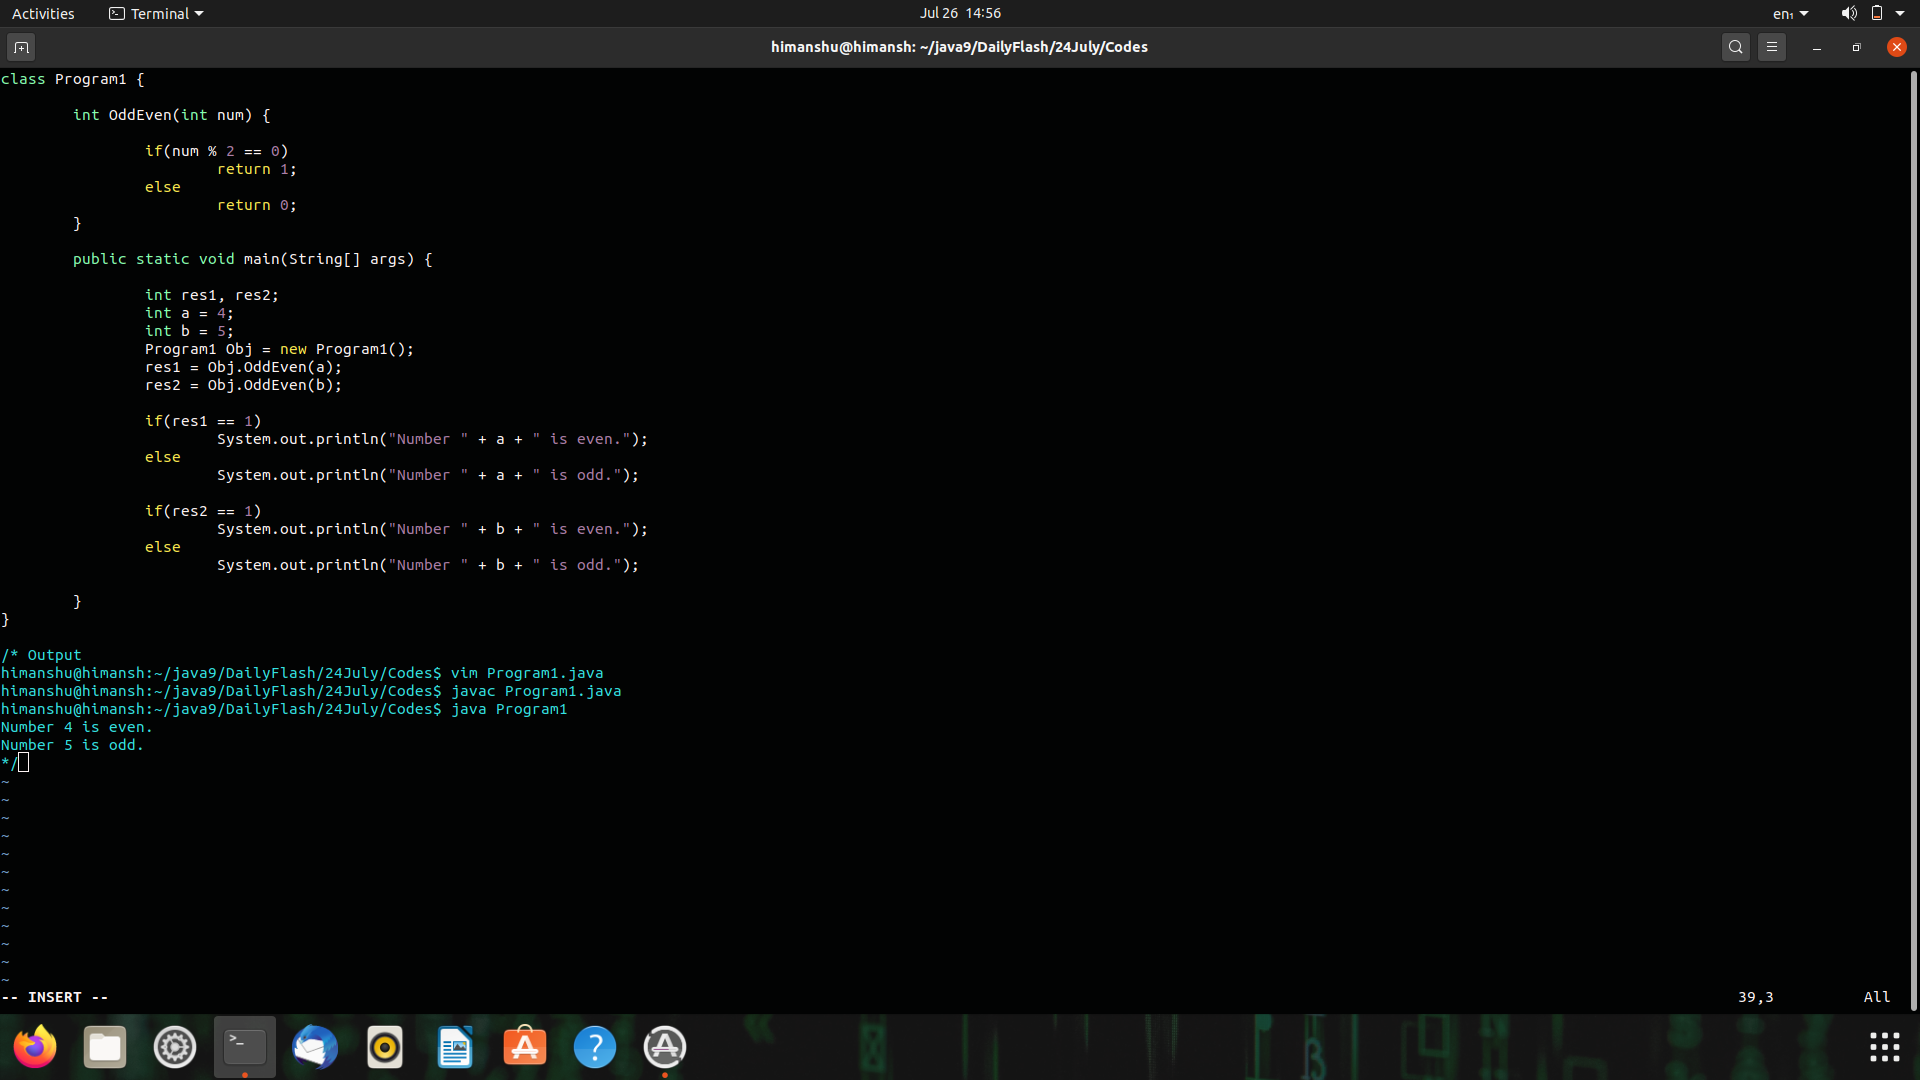 Activities Terminal Jul 26 14:56 en₁
himanshu@himansh: ~/java9/DailyFlash/24July/Codes
class Program1 {
int OddEven(int num) {
if(num % 2 == 0)
return 1;
else
return 0;
}
public static void main(String[] args) {
int res1, res2;
int a = 4;
int b = 5;
Program1 Obj = new Program1();
res1 = Obj.OddEven(a);
res2 = Obj.OddEven(b);
if(res1 == 1)
System.out.println("Number " + a + " is even.");
else
System.out.println("Number " + a + " is odd.");
if(res2 == 1)
System.out.println("Number " + b + " is even.");
else
System.out.println("Number " + b + " is odd.");
}
}
/* Output
himanshu@himansh:~/java9/DailyFlash/24July/Codes$ vim Program1.java
himanshu@himansh:~/java9/DailyFlash/24July/Codes$ javac Program1.java
himanshu@himansh:~/java9/DailyFlash/24July/Codes$ java Program1
Number 4 is even.
Number 5 is odd.
*/
~
~
~
~
~
~
~
~
~
~
~
~
-- INSERT -- 39,3 All